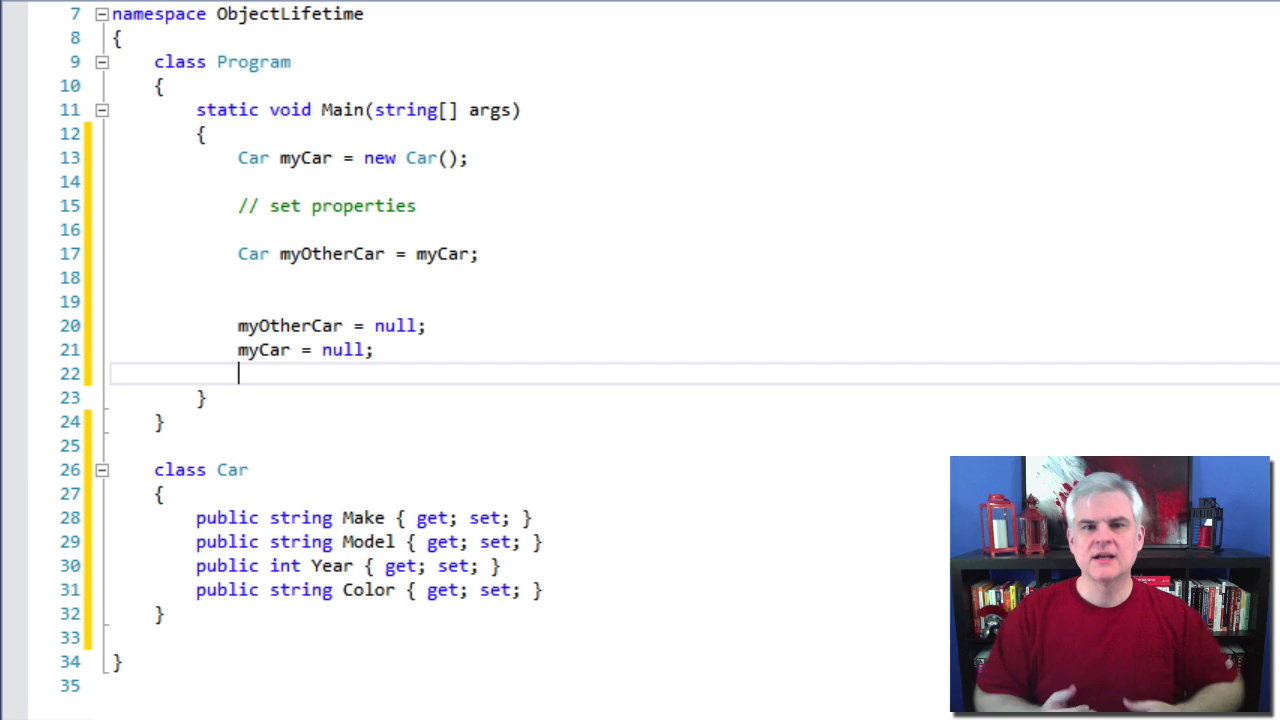 7 namespace ObjectLifetime
8 {
9 class Program
10 {
11 static void Main(string[] args)
12 {
13 Car myCar = new Car();
14
15 // set properties
16
17 Car myOtherCar = myCar;
18
19
20 myOtherCar = null;
21 myCar = null;
22
23 }
24 }
25
26 class Car
27 {
28 public string Make { get; set; }
29 public string Model { get; set; }
30 public int Year { get; set; }
31 public string Color { get; set; }
32 }
33
34 }
35